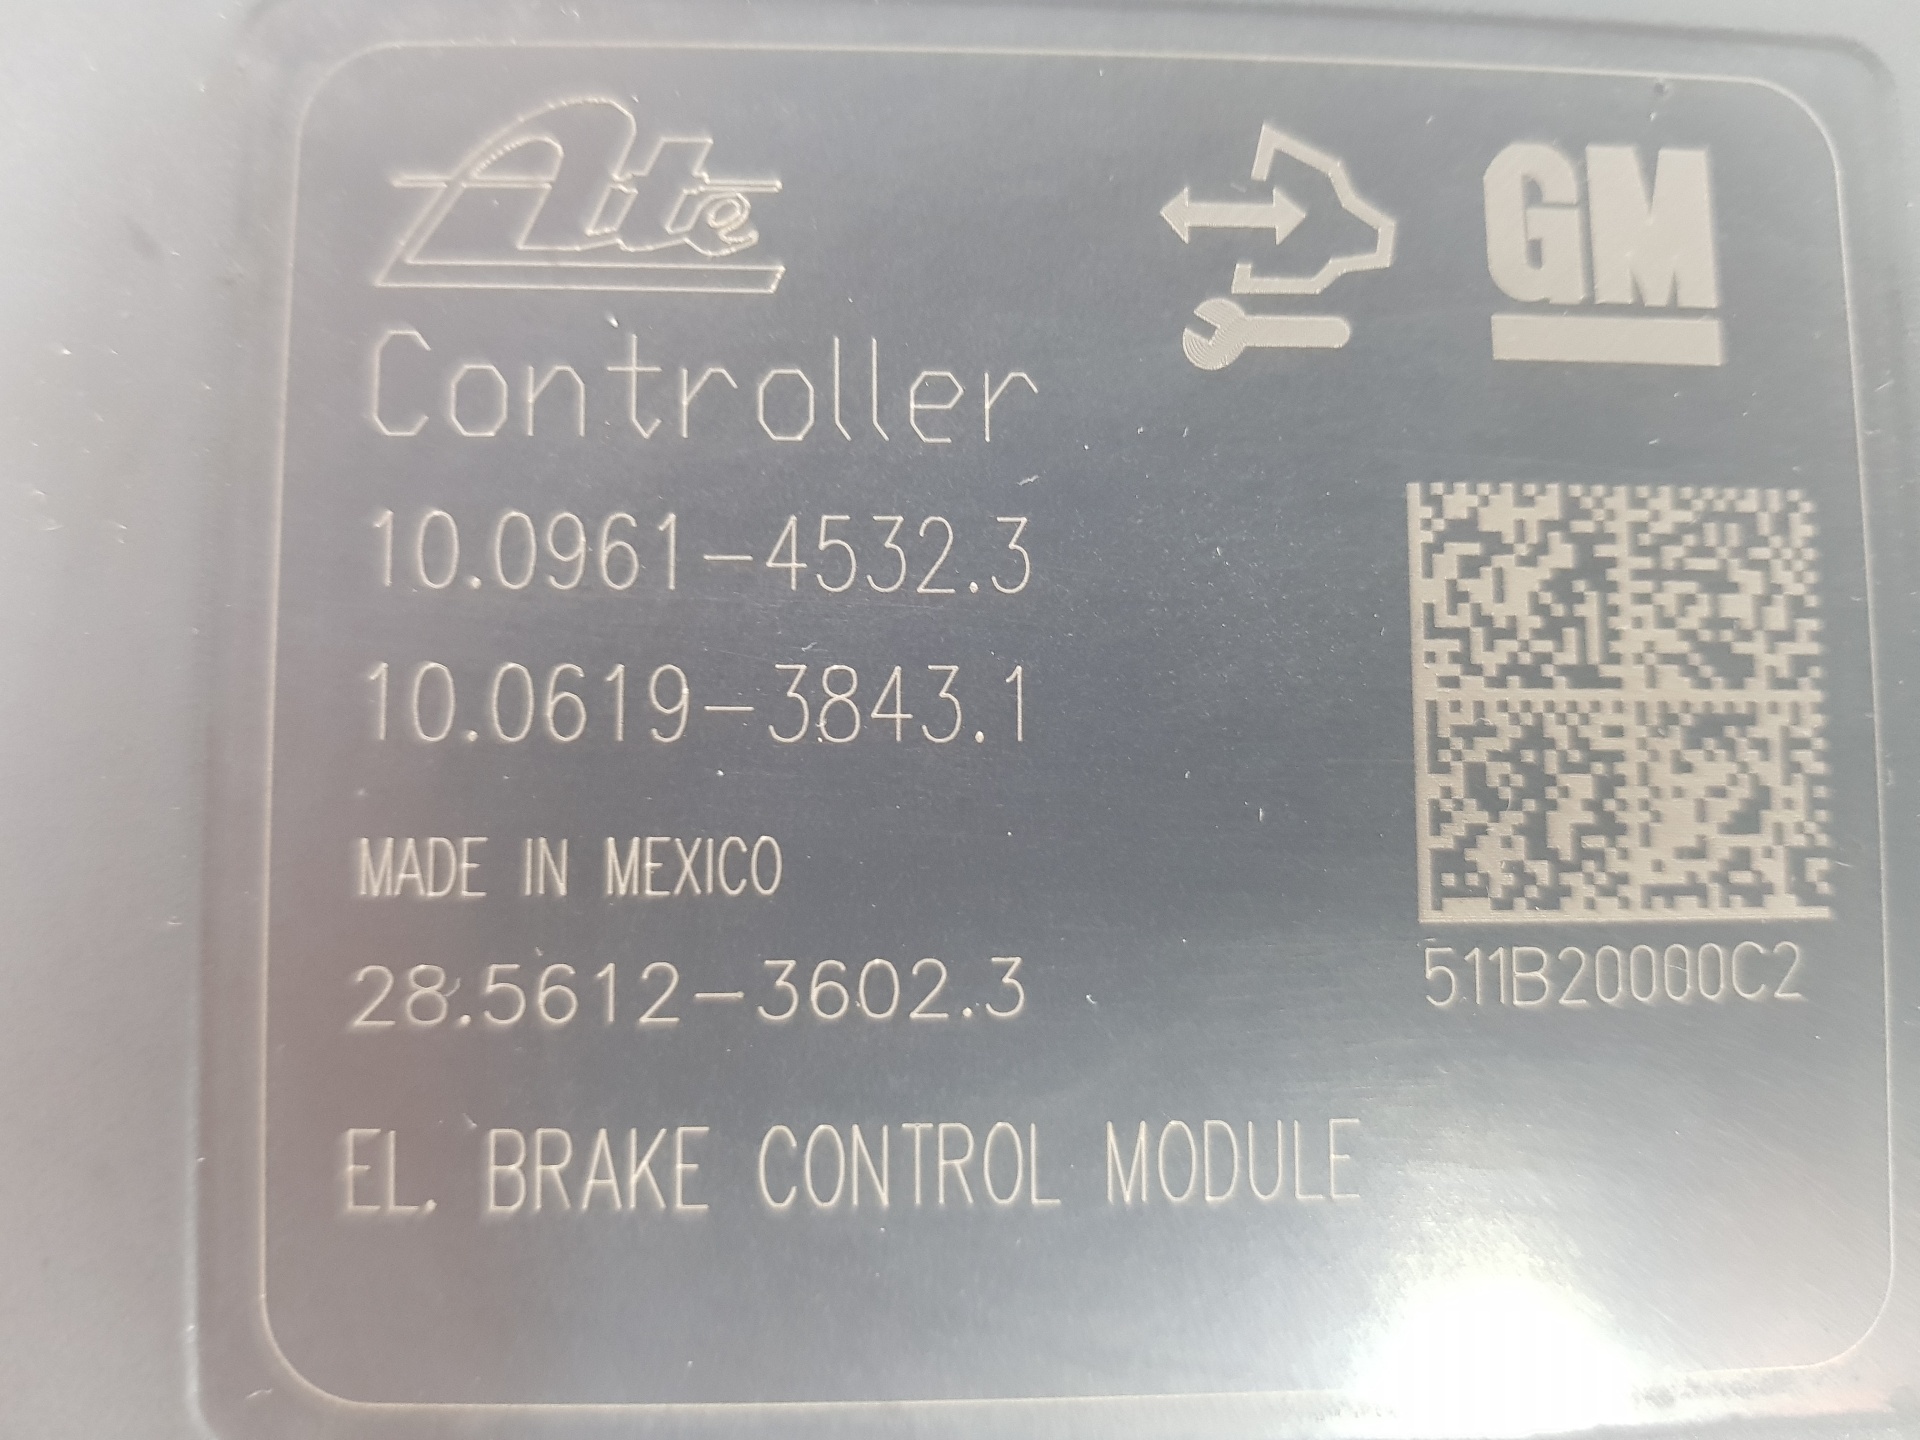 Ate
GM
Controller
10.0961-4532.3
10.0619-3843.1
MADE IN MEXICO
28.5612-3602.3
511B20000C2
EL. BRAKE CONTROL MODULE